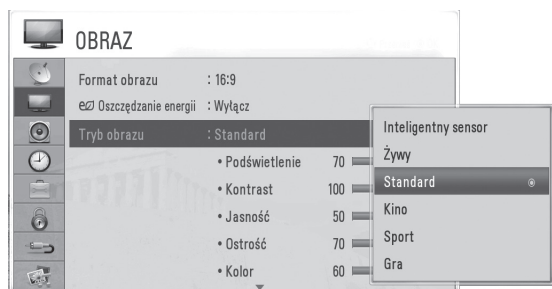 OBRAZ
Format obrazu : 16:9
Oszczędzanie energii : Wyłącz
Tryb obrazu : Standard
• Podświetlenie 70
• Kontrast 100
• Jasność 50
• Ostrość 70
• Kolor 60
Inteligentny sensor
Żywy
Standard
Kino
Sport
Gra